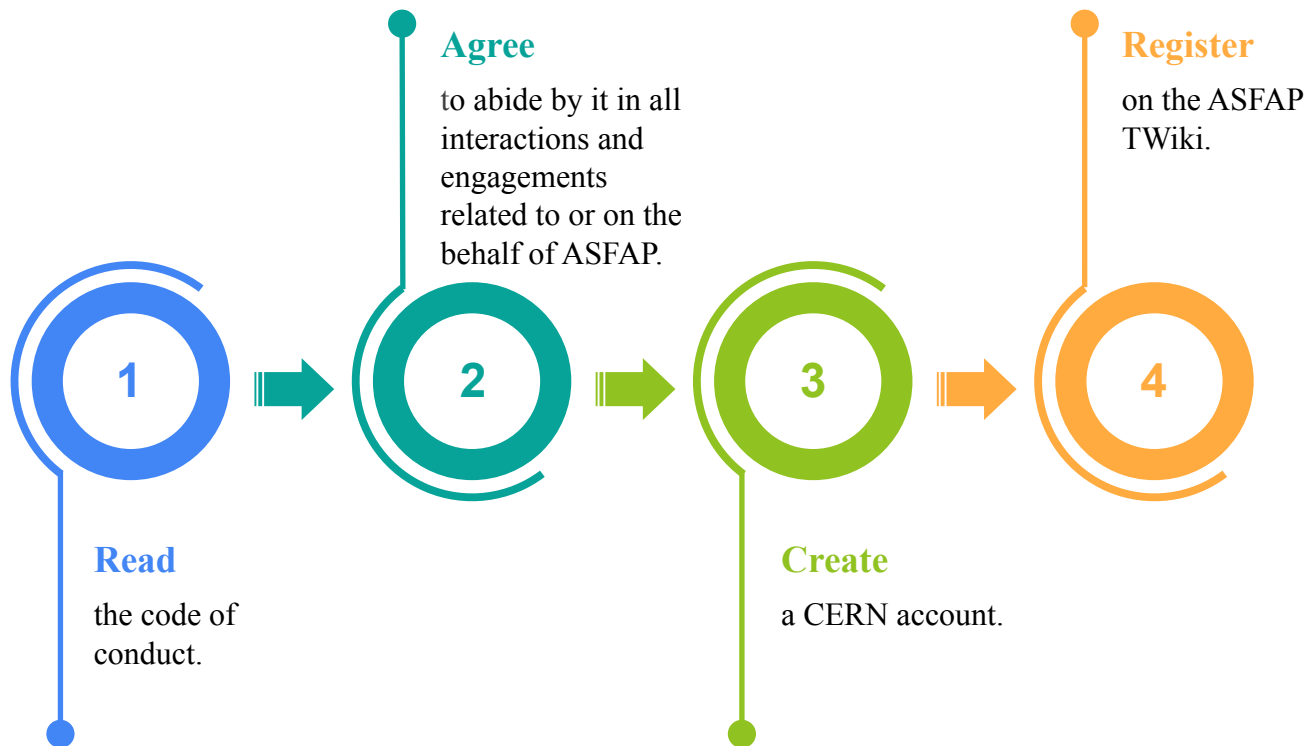 1
Read
the code of
conduct.
2
Agree
to abide by it in all
interactions and
engagements
related to or on the
behalf of ASFAP.
3
Create
a CERN account.
4
Register
on the ASFAP
TWiki.